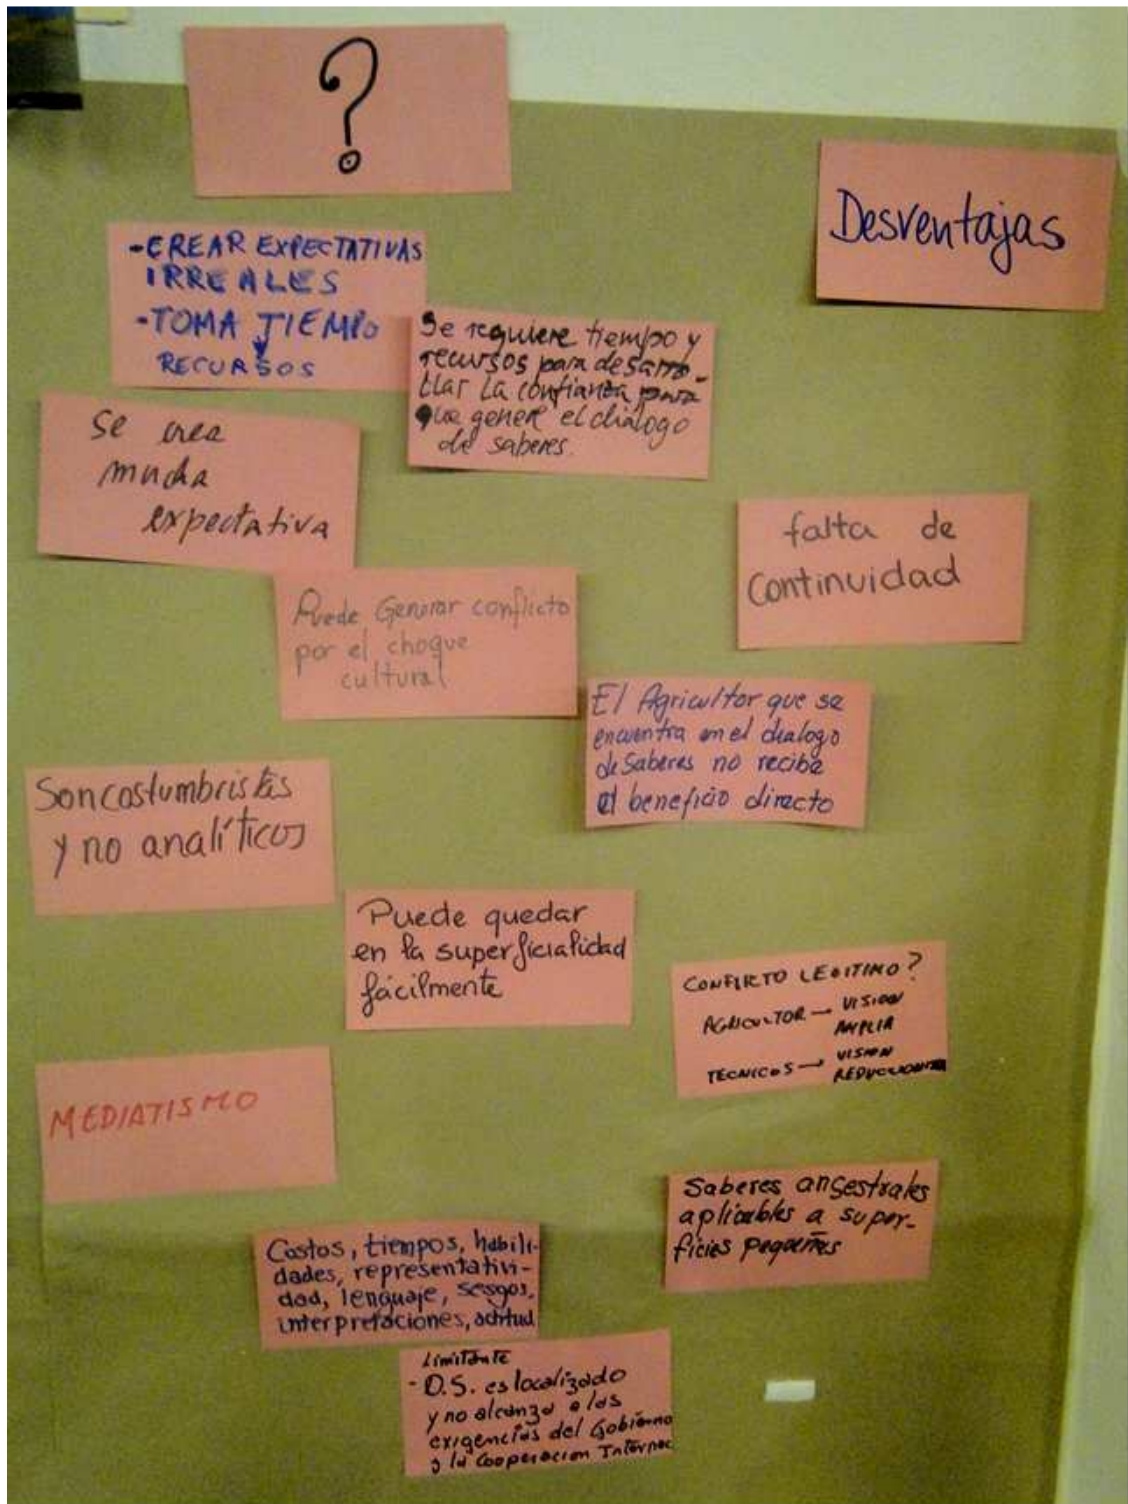 ?
Desventajas
-CREAR EXPECTATIVAS
IRREALES
-TOMA TIEMPO
RECURSOS
Se requiere tiempo y
recursos para desarro-
llar la confianza para
que genere el diálogo
de saberes.
Se crea
mucha
expectativa
falta de
Continuidad
Puede Generar conflicto
por el choque
cultural
El Agricultor que se
encuentra en el dialogo
de Saberes no recibe
el beneficio directo
Son costumbristas
y no analíticos
Puede quedar
en la superficialidad
fácilmente
CONFLICTO LEGITIMO?
AGRICULTOR → VISION
AMPLIA
TECNICOS → VISION
MEDIATISMO
Saberes ansestrales
aplicables a super-
ficies pequeñas
Costos, tiempos, habili-
dades, representativi-
dad, lenguaje, sesgos,
interpretaciones, actitud
Limitante
- D.S. es localizado
y no alcanza a las
exigencias del Gobierno
y la Cooperacion Internac